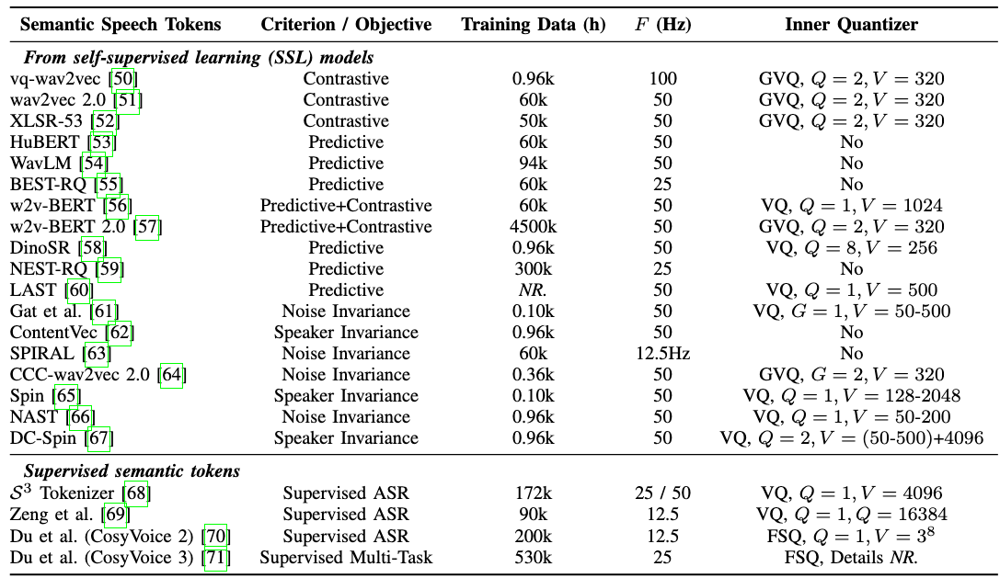 Semantic Speech Tokens Criterion / Objective Training Data (h) F (Hz) Inner Quantizer
From self-supervised learning (SSL) models
vq-wav2vec [50] Contrastive 0.96k 100 GVQ, Q = 2, V = 320
wav2vec 2.0 [51] Contrastive 60k 50 GVQ, Q = 2, V = 320
XLSR-53 [52] Contrastive 50k 50 GVQ, Q = 2, V = 320
HuBERT [53] Predictive 60k 50 No
WavLM [54] Predictive 94k 50 No
BEST-RQ [55] Predictive 60k 25 No
w2v-BERT [56] Predictive+Contrastive 60k 50 VQ, Q = 1, V = 1024
w2v-BERT 2.0 [57] Predictive+Contrastive 4500k 50 GVQ, Q = 2, V = 320
DinoSR [58] Predictive 0.96k 50 VQ, Q = 8, V = 256
NEST-RQ [59] Predictive 300k 25 No
LAST [60] Predictive NR. 50 VQ, Q = 1, V = 500
Gat et al. [61] Noise Invariance 0.10k 50 VQ, G = 1, V = 50-500
ContentVec [62] Speaker Invariance 0.96k 50 No
SPIRAL [63] Noise Invariance 60k 12.5Hz No
CCC-wav2vec 2.0 [64] Noise Invariance 0.36k 50 GVQ, G = 2, V = 320
Spin [65] Speaker Invariance 0.10k 50 VQ, Q = 1, V = 128-2048
NAST [66] Noise Invariance 0.96k 50 VQ, Q = 1, V = 50-200
DC-Spin [67] Speaker Invariance 0.96k 50 VQ, Q = 2, V = (50-500)+4096
Supervised semantic tokens
S³ Tokenizer [68] Supervised ASR 172k 25 / 50 VQ, Q = 1, V = 4096
Zeng et al. [69] Supervised ASR 90k 12.5 VQ, Q = 1, Q = 16384
Du et al. (CosyVoice 2) [70] Supervised ASR 200k 12.5 FSQ, Q = 1, V = 3⁸
Du et al. (CosyVoice 3) [71] Supervised Multi-Task 530k 25 FSQ, Details NR.